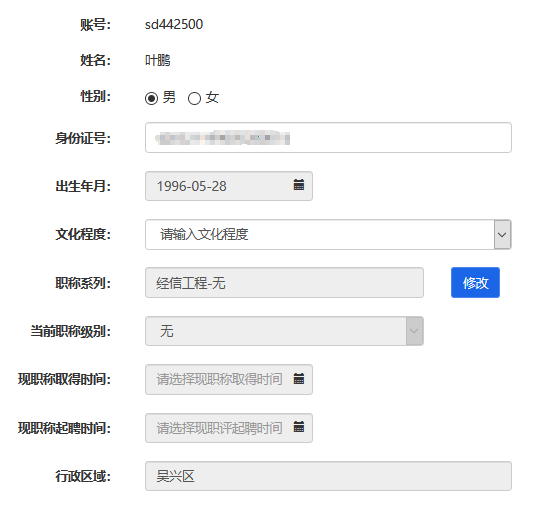 账号： sd442500
姓名： 叶鹏
性别： 男 女
身份证号：
出生年月： 1996-05-28
文化程度： 请输入文化程度
职称系列： 经信工程-无 修改
当前职称级别： 无
现职称取得时间： 请选择现职称取得时间
现职称起聘时间： 请选择现职评起聘时间
行政区域： 吴兴区